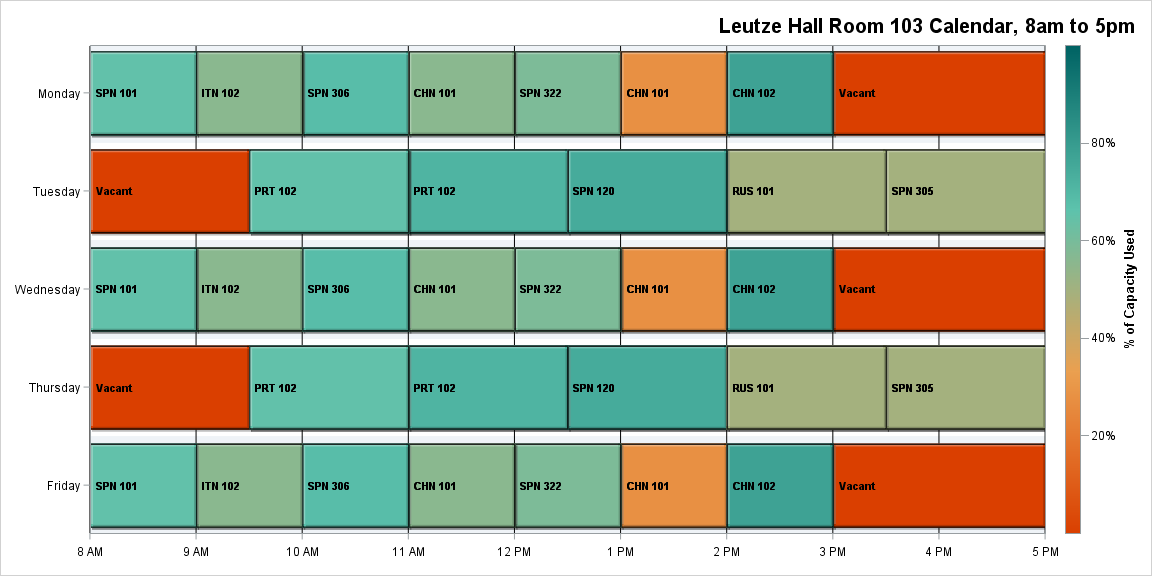 Leutze Hall Room 103 Calendar, 8am to 5pm
Monday
SPN 101
ITN 102
SPN 306
CHN 101
SPN 322
CHN 101
CHN 102
Vacant
Tuesday
Vacant
PRT 102
PRT 102
SPN 120
RUS 101
SPN 305
Wednesday
SPN 101
ITN 102
SPN 306
CHN 101
SPN 322
CHN 101
CHN 102
Vacant
Thursday
Vacant
PRT 102
PRT 102
SPN 120
RUS 101
SPN 305
Friday
SPN 101
ITN 102
SPN 306
CHN 101
SPN 322
CHN 101
CHN 102
Vacant
8 AM
9 AM
10 AM
11 AM
12 PM
1 PM
2 PM
3 PM
4 PM
5 PM
80%
60%
40%
20%
% of Capacity Used